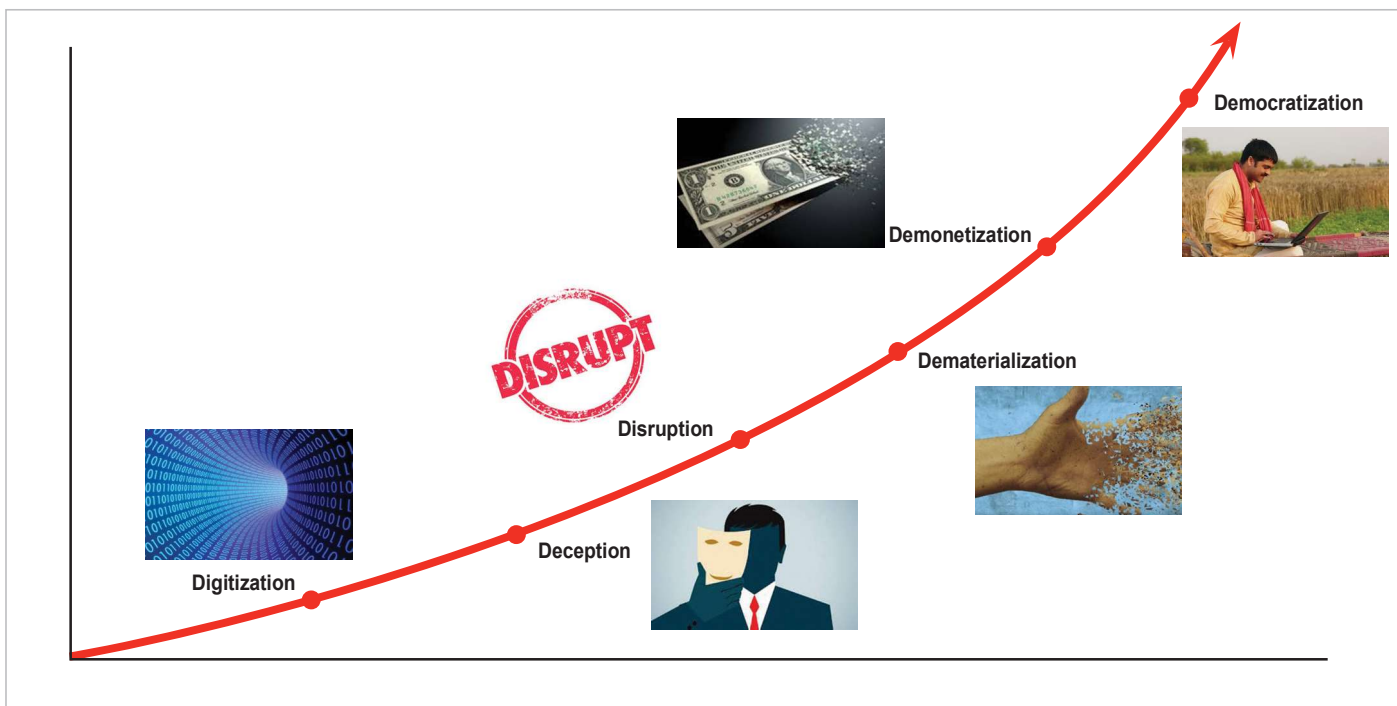 Democratization
Demonetization
DISRUPT
Dematerialization
Disruption
Deception
Digitization